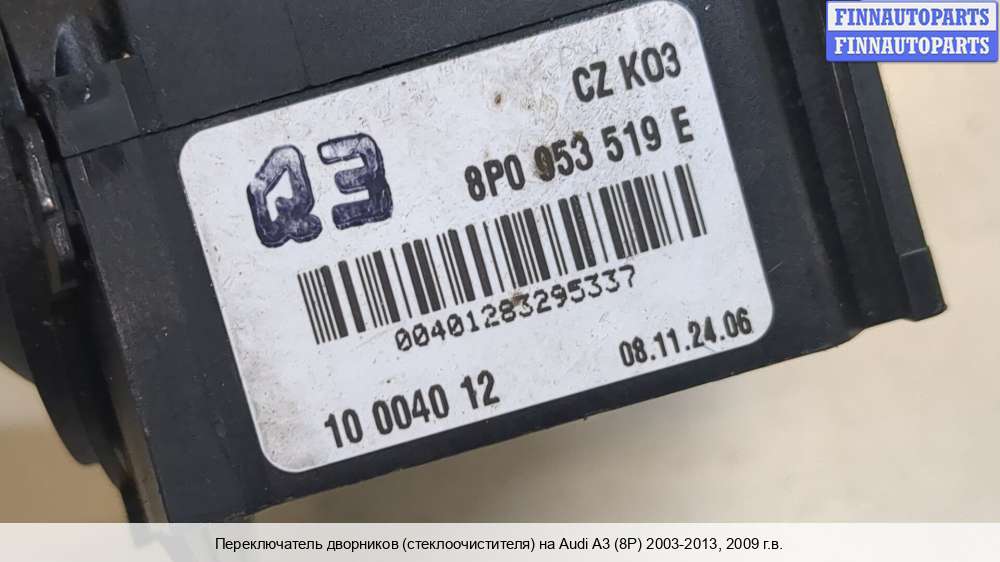 FINNAUTOPARTS
FINNAUTOPARTS
CZ K03
Q3
8P0 953 519 E
00401283295337
08.11.24.06
10 0040 12
Переключатель дворников (стеклоочистителя) на Audi A3 (8P) 2003-2013, 2009 г.в.